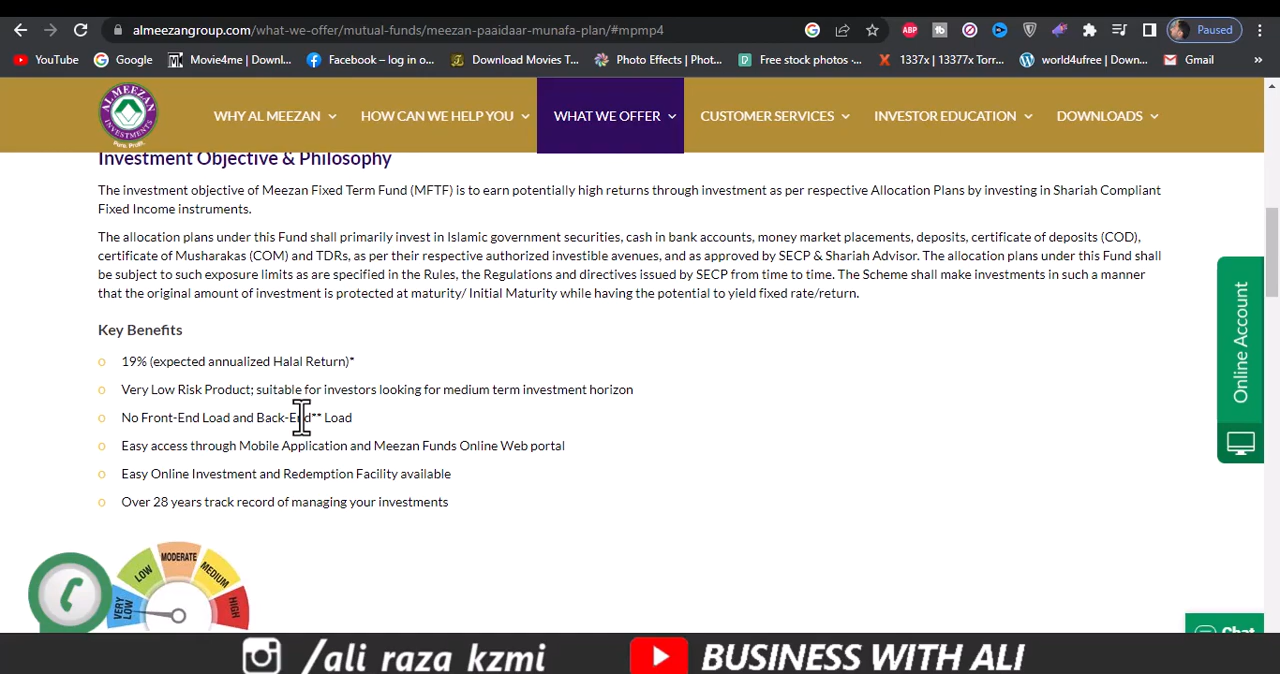 almeezangroup.com/what-we-offer/mutual-funds/meezan-paaidaar-munafa-plan/#mpmp4
ABP
Paused
YouTube
Google
Movie4me | Downl...
Facebook – log in o...
Download Movies T...
Photo Effects | Phot...
Free stock photos -...
1337x | 13377x Torr...
world4ufree | Down...
Gmail
AL MEEZAN
INVESTMENTS
Pure. Profit.
WHY AL MEEZAN
HOW CAN WE HELP YOU
WHAT WE OFFER
CUSTOMER SERVICES
INVESTOR EDUCATION
DOWNLOADS
Investment Objective & Philosophy
The investment objective of Meezan Fixed Term Fund (MFTF) is to earn potentially high returns through investment as per respective Allocation Plans by investing in Shariah Compliant
Fixed Income instruments.
The allocation plans under this Fund shall primarily invest in Islamic government securities, cash in bank accounts, money market placements, deposits, certificate of deposits (COD),
certificate of Musharakas (COM) and TDRs, as per their respective authorized investible avenues, and as approved by SECP & Shariah Advisor. The allocation plans under this Fund shall
be subject to such exposure limits as are specified in the Rules, the Regulations and directives issued by SECP from time to time. The Scheme shall make investments in such a manner
that the original amount of investment is protected at maturity/ Initial Maturity while having the potential to yield fixed rate/return.
Key Benefits
19% (expected annualized Halal Return)*
Very Low Risk Product; suitable for investors looking for medium term investment horizon
No Front-End Load and Back-End** Load
Easy access through Mobile Application and Meezan Funds Online Web portal
Easy Online Investment and Redemption Facility available
Over 28 years track record of managing your investments
Online Account
VERY LOW
LOW
MODERATE
MEDIUM
HIGH
Chat
/ali raza kzmi
BUSINESS WITH ALI